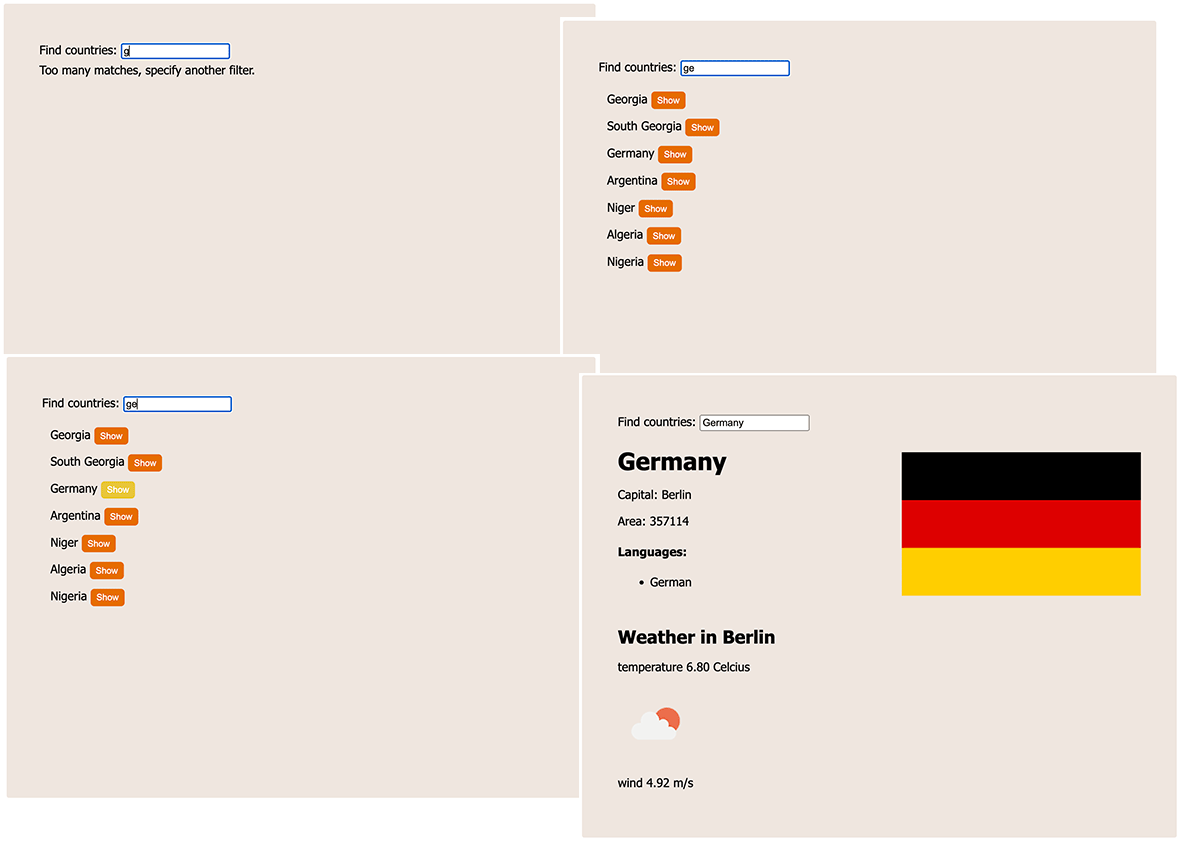 Find countries: g
Too many matches, specify another filter.
Find countries: ge
Georgia Show
South Georgia Show
Germany Show
Argentina Show
Niger Show
Algeria Show
Nigeria Show
Find countries: ge
Georgia Show
South Georgia Show
Germany Show
Argentina Show
Niger Show
Algeria Show
Nigeria Show
Find countries: Germany
Germany
Capital: Berlin
Area: 357114
Languages:
• German
Weather in Berlin
temperature 6.80 Celcius
wind 4.92 m/s